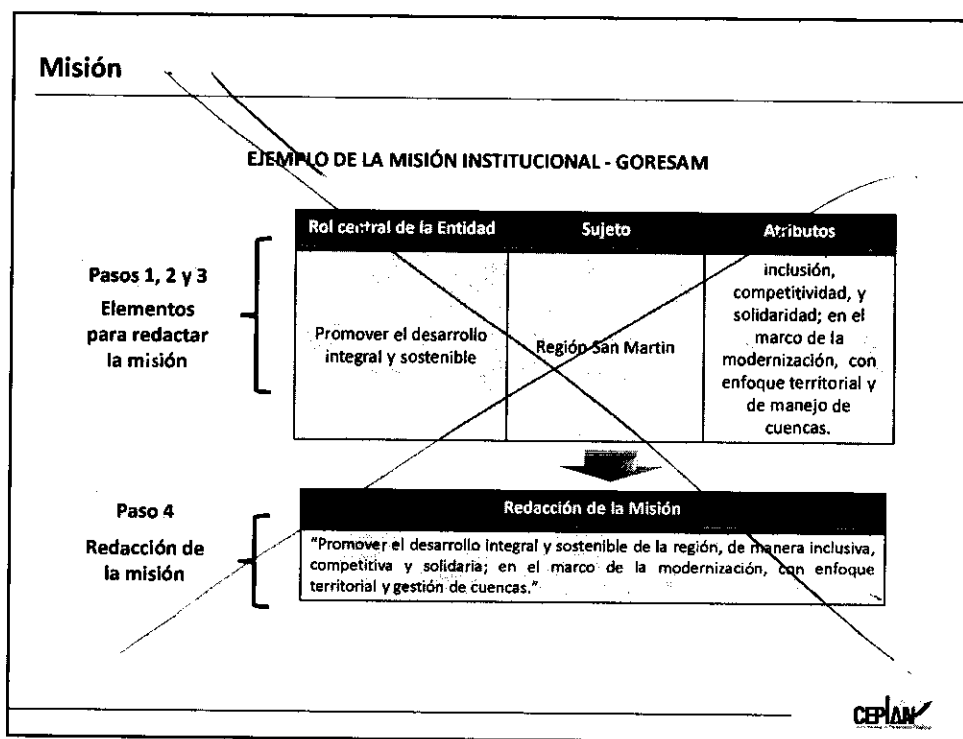 Misión
EJEMPLO DE LA MISIÓN INSTITUCIONAL - GORESAM
Pasos 1, 2 y 3
Elementos
para redactar
la misión
Rol central de la Entidad
Sujeto
Atributos
Promover el desarrollo
integral y sostenible
Región San Martin
inclusión,
competitividad, y
solidaridad; en el
marco de la
modernización, con
enfoque territorial y
de manejo de
cuencas.
Paso 4
Redacción de
la misión
Redacción de la Misión
"Promover el desarrollo integral y sostenible de la región, de manera inclusiva,
competitiva y solidaria; en el marco de la modernización, con enfoque
territorial y gestión de cuencas."
CEPLAN